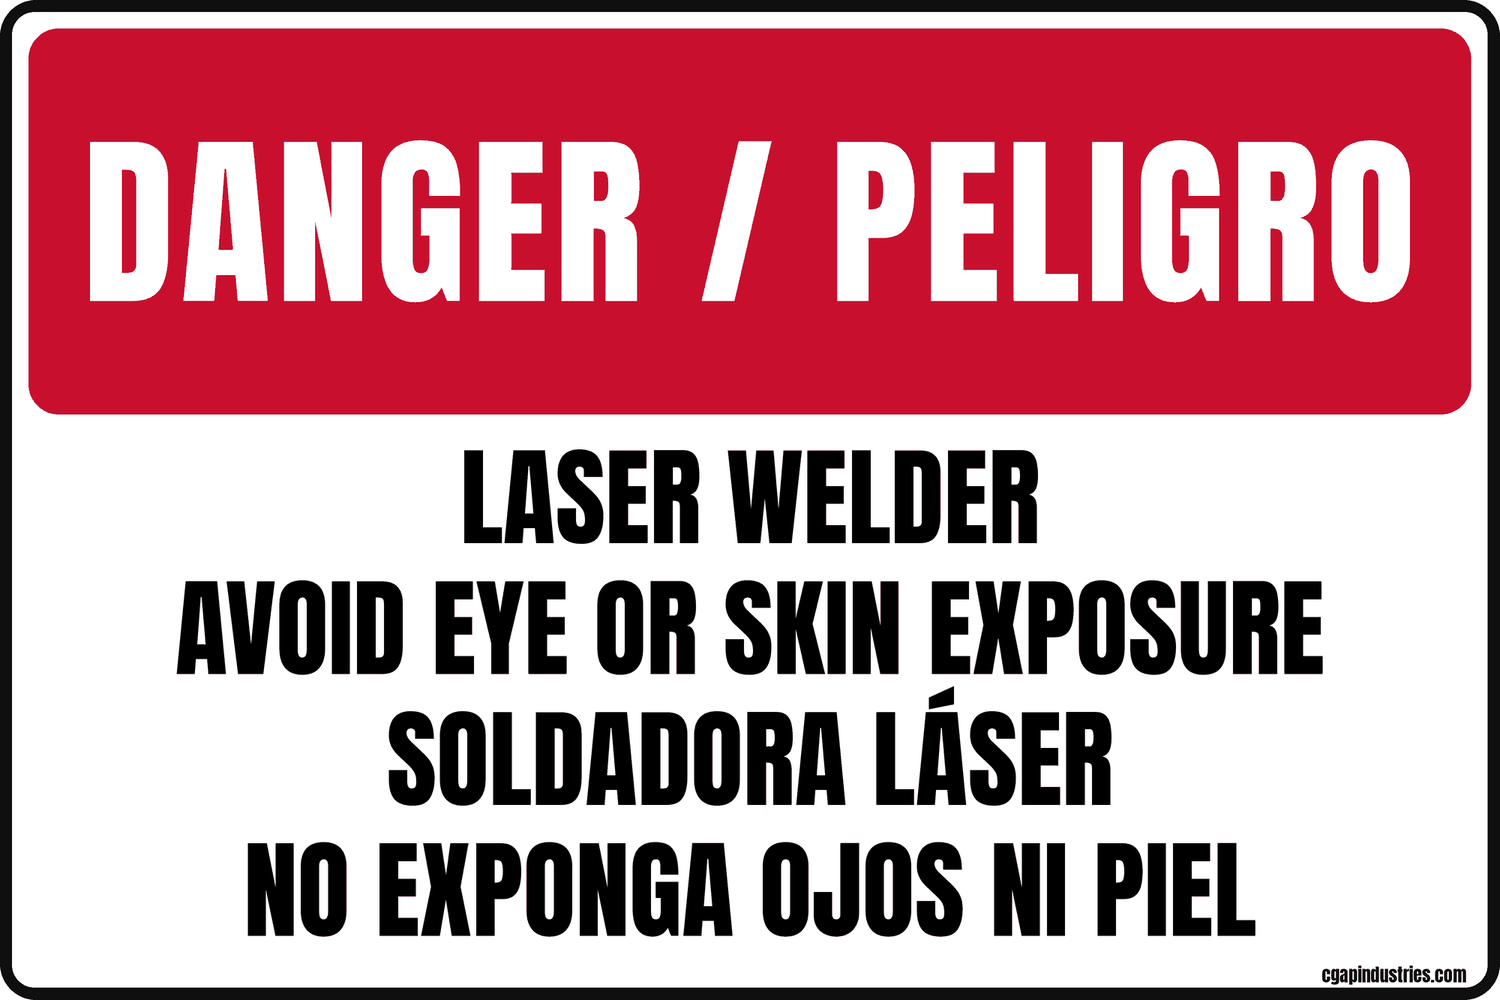 DANGER / PELIGRO
LASER WELDER
AVOID EYE OR SKIN EXPOSURE
SOLDADORA LÁSER
NO EXPONGA OJOS NI PIEL
cgapindustries.com